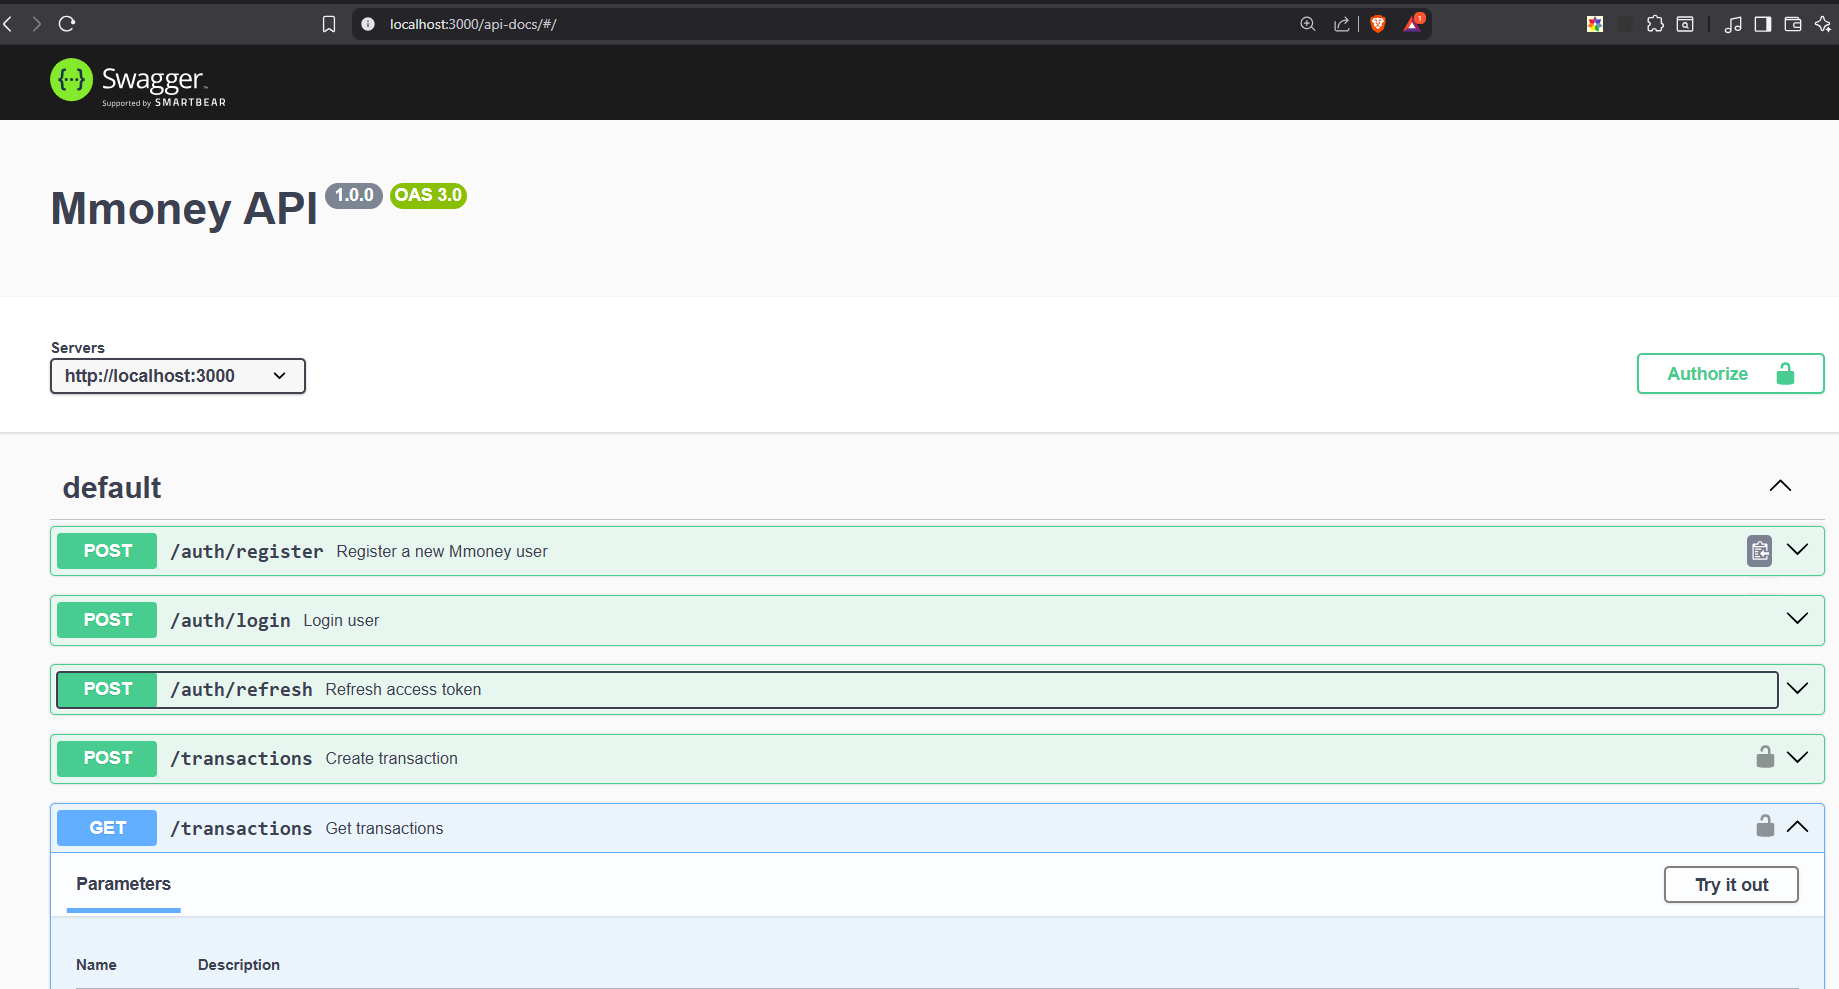 localhost:3000/api-docs/#/
1
Swagger
Supported by SMARTBEAR
Mmoney API 1.0.0 OAS 3.0
Servers
http://localhost:3000
Authorize
default
POST /auth/register Register a new Mmoney user
POST /auth/login Login user
POST /auth/refresh Refresh access token
POST /transactions Create transaction
GET /transactions Get transactions
Parameters
Try it out
Name Description